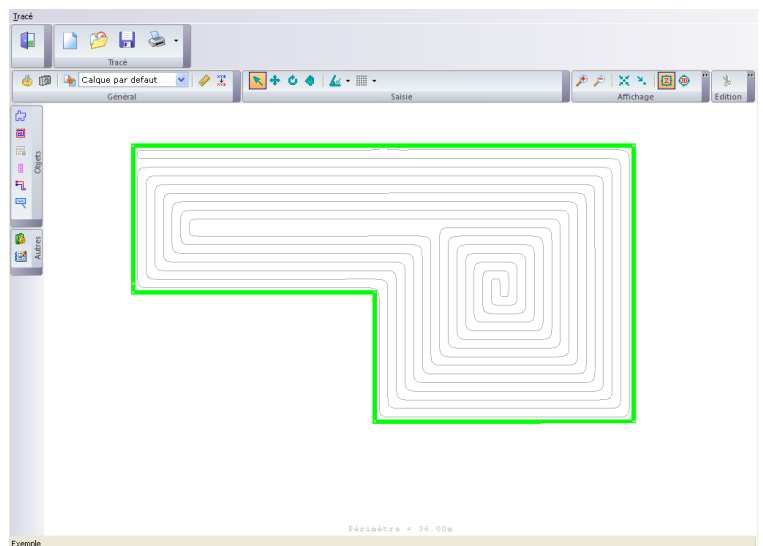 Tracé
Tracé
Calque par defaut
Général
Saisie
Affichage
Edition
Objets
Autres
Périmètre = 36.00m
Exemple